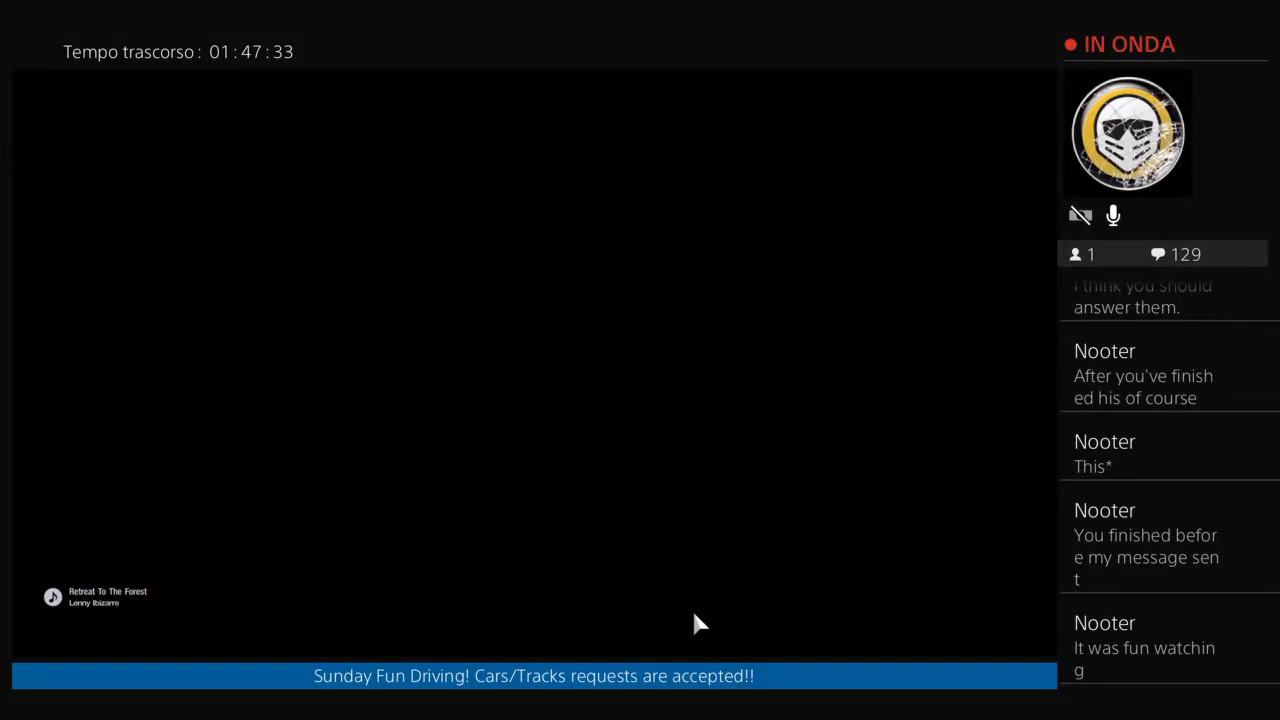 Tempo trascorso: 01:47:33
IN ONDA
1 129
I think you should
answer them.
Nooter
After you've finish
ed his of course
Nooter
This*
Nooter
You finished befor
e my message sen
t
Nooter
It was fun watchin
g
Retreat To The Forest
Lenny Ibizarre
Sunday Fun Driving! Cars/Tracks requests are accepted!!